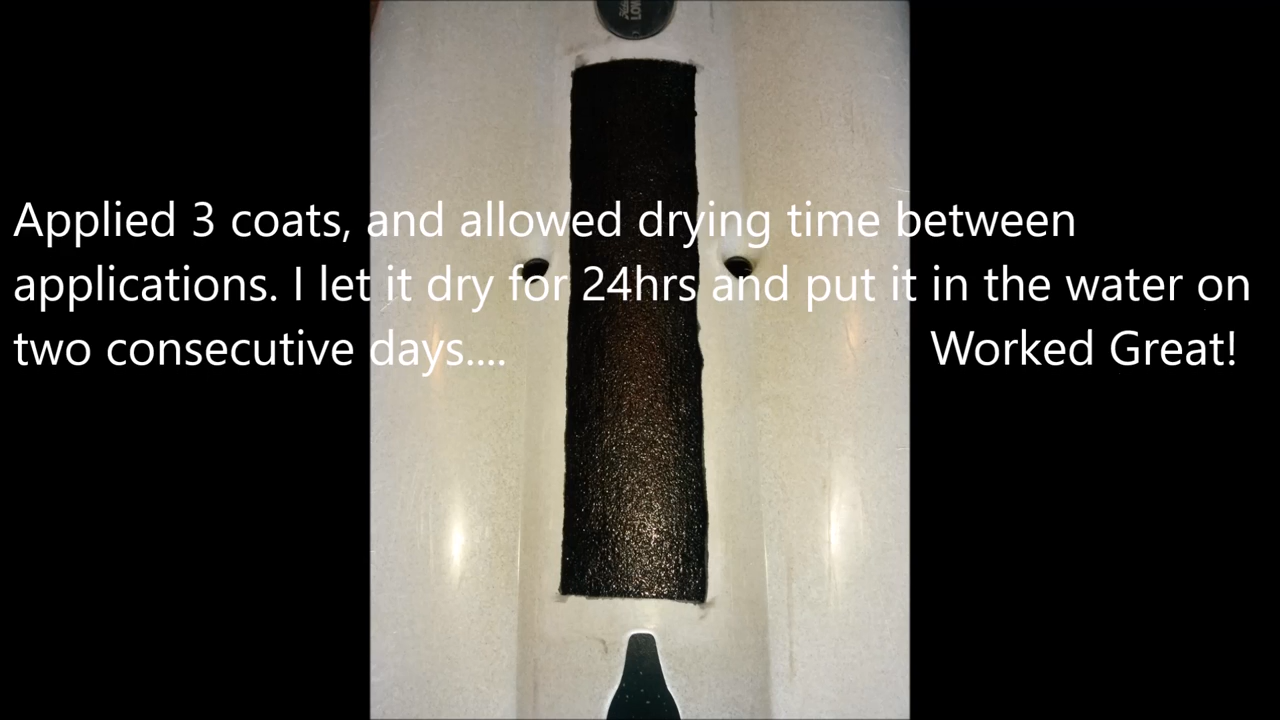 Applied 3 coats, and allowed drying time between
applications. I let it dry for 24hrs and put it in the water on
two consecutive days.... Worked Great!